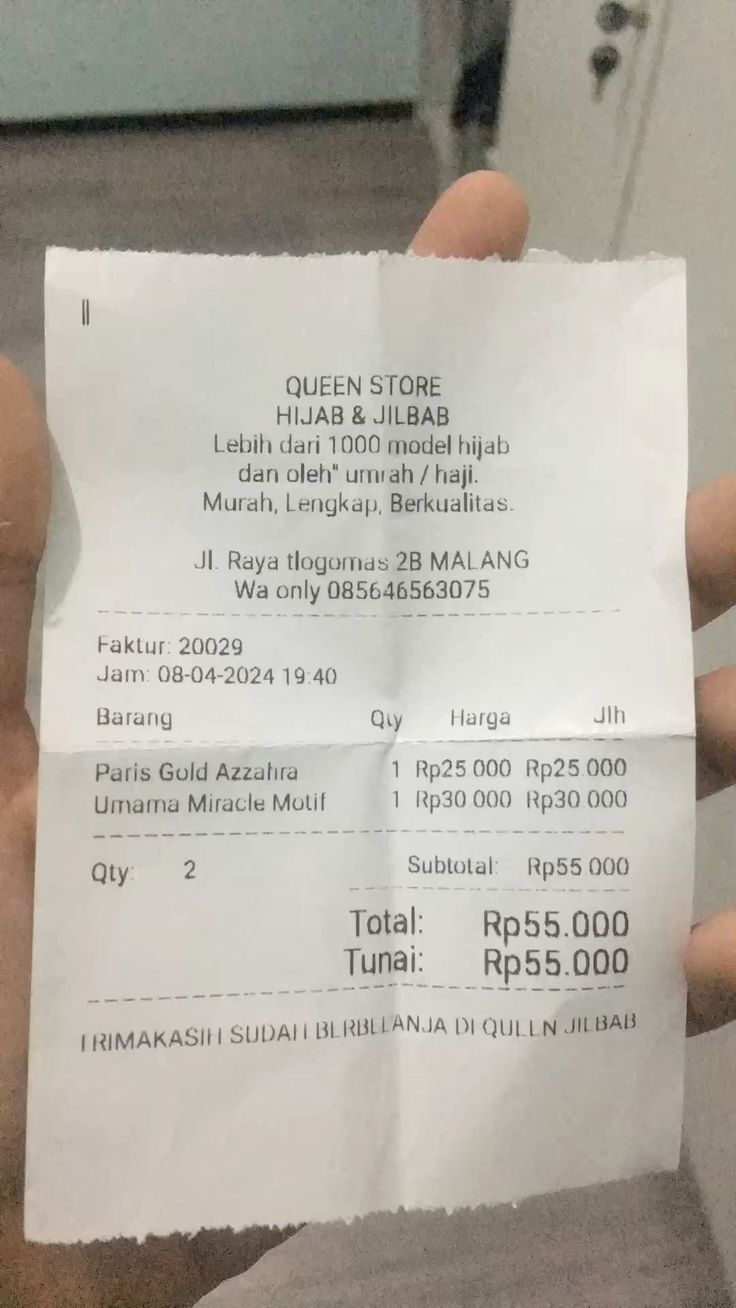 QUEEN STORE
HIJAB & JILBAB
Lebih dari 1000 model hijab
dan oleh" umrah / haji.
Murah, Lengkap, Berkualitas.
Jl. Raya tlogomas 2B MALANG
Wa only 085646563075
Faktur: 20029
Jam: 08-04-2024 19:40
Barang Qty Harga Jlh
Paris Gold Azzahra 1 Rp25.000 Rp25.000
Umama Miracle Motif 1 Rp30.000 Rp30.000
Qty: 2 Subtotal: Rp55.000
Total: Rp55.000
Tunai: Rp55.000
TRIMAKASIH SUDAH BERBELANJA DI QUEEN JILBAB